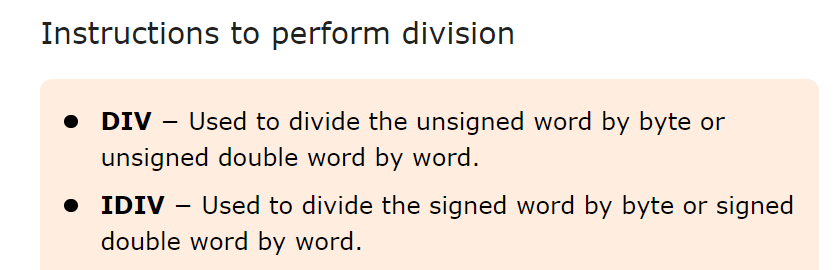 Instructions to perform division
● DIV − Used to divide the unsigned word by byte or
unsigned double word by word.
● IDIV − Used to divide the signed word by byte or signed
double word by word.